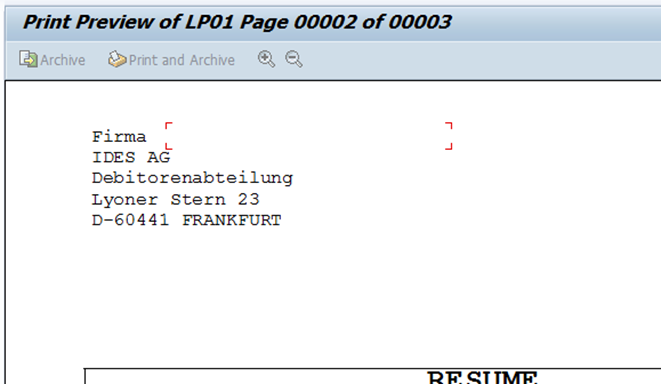 Print Preview of LP01 Page 00002 of 00003
Archive Print and Archive
Firma
IDES AG
Debitorenabteilung
Lyoner Stern 23
D-60441 FRANKFURT
RESUME